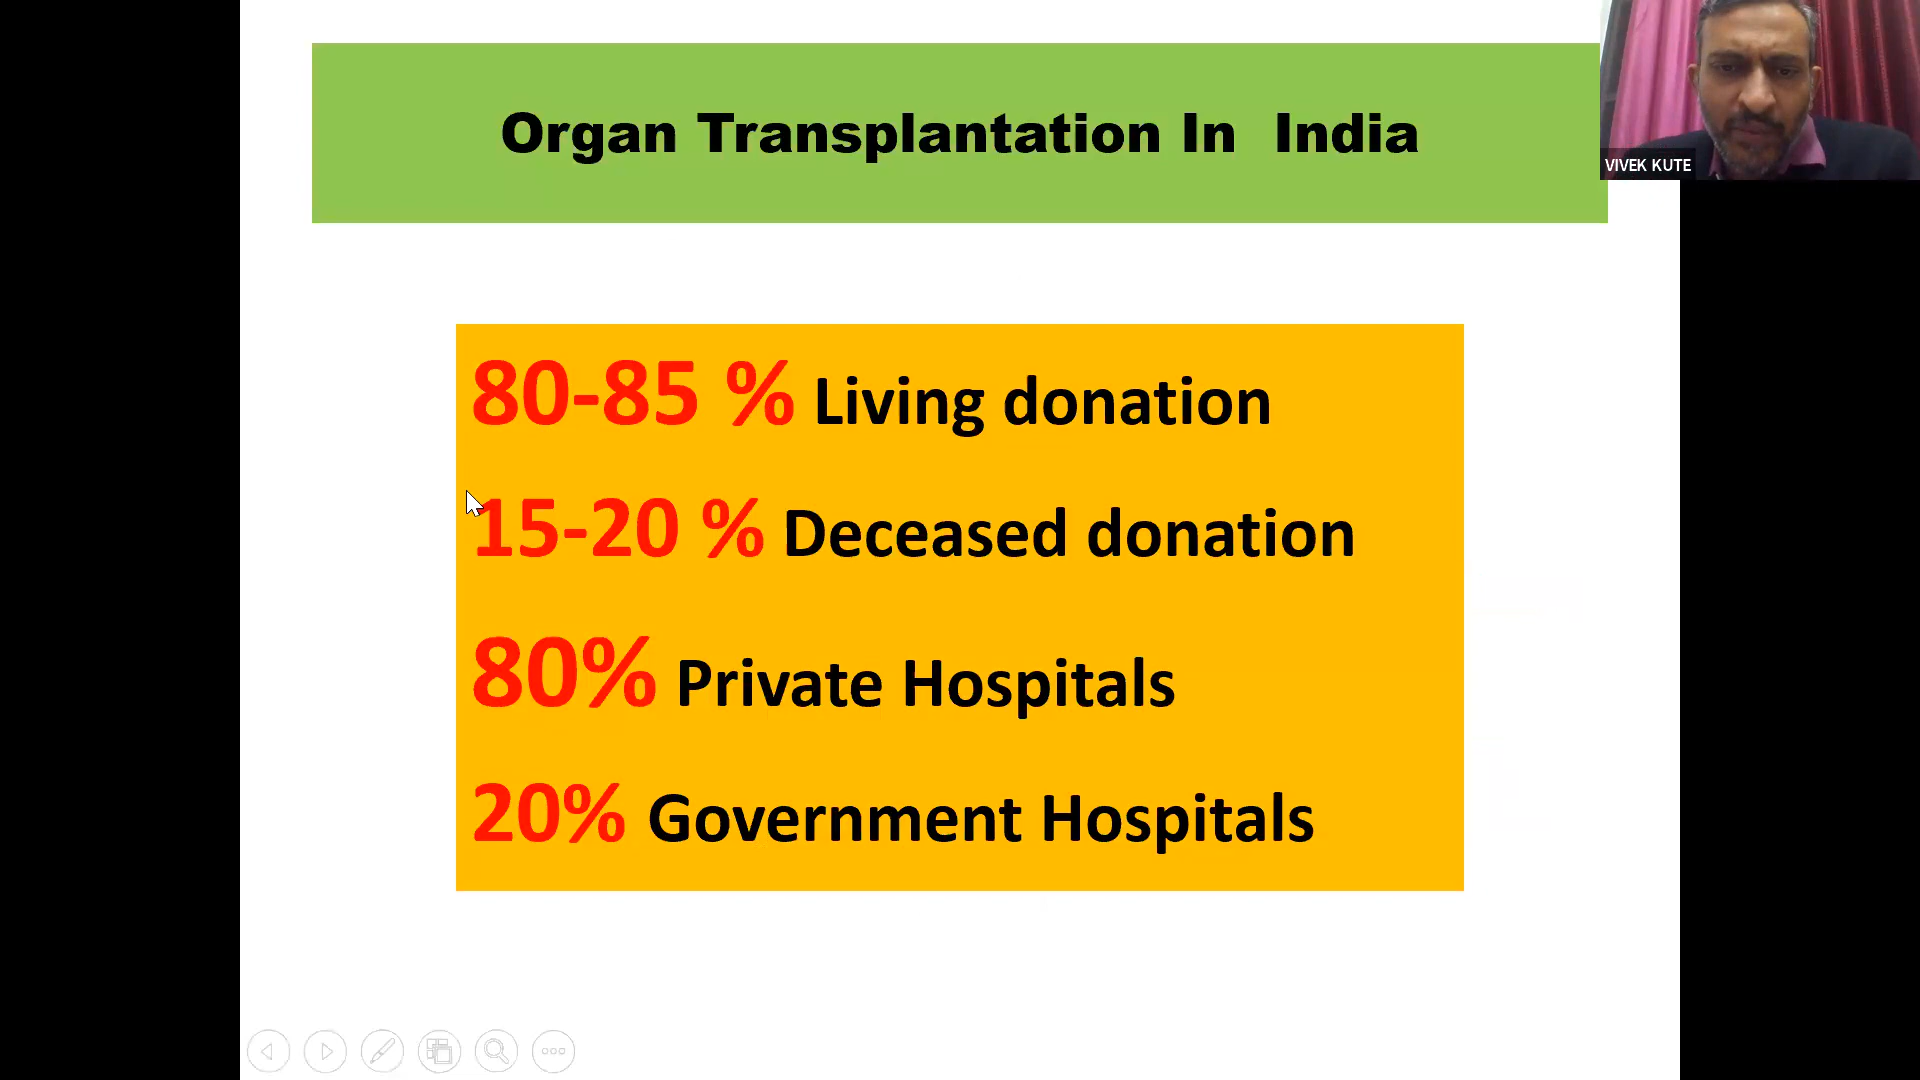 Organ Transplantation In  India
VIVEK KUTE
80-85 % Living donation
15-20 % Deceased donation
80% Private Hospitals
20% Government Hospitals